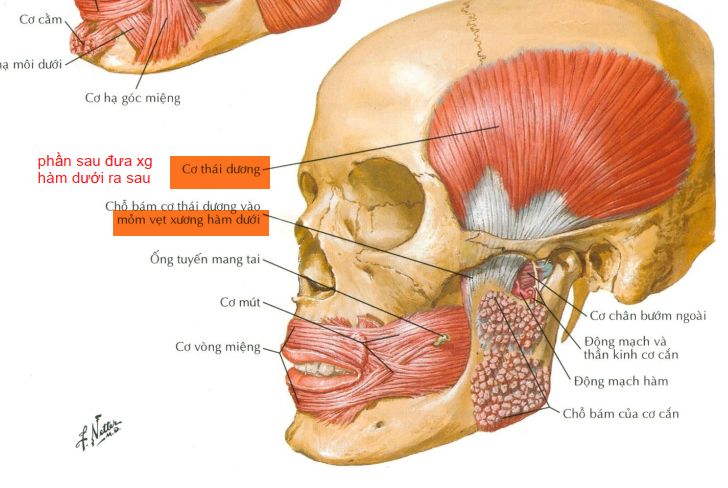 Cơ cằm
hạ môi dưới
Cơ hạ góc miệng
phần sau đưa xg
hàm dưới ra sau
Cơ thái dương
Chỗ bám cơ thái dương vào
mỏm vẹt xương hàm dưới
Ống tuyến mang tai
Cơ mút
Cơ vòng miệng
Cơ chân bướm ngoài
Động mạch và
thần kinh cơ cắn
Động mạch hàm
Chỗ bám của cơ cắn
F. Netter
M.D.